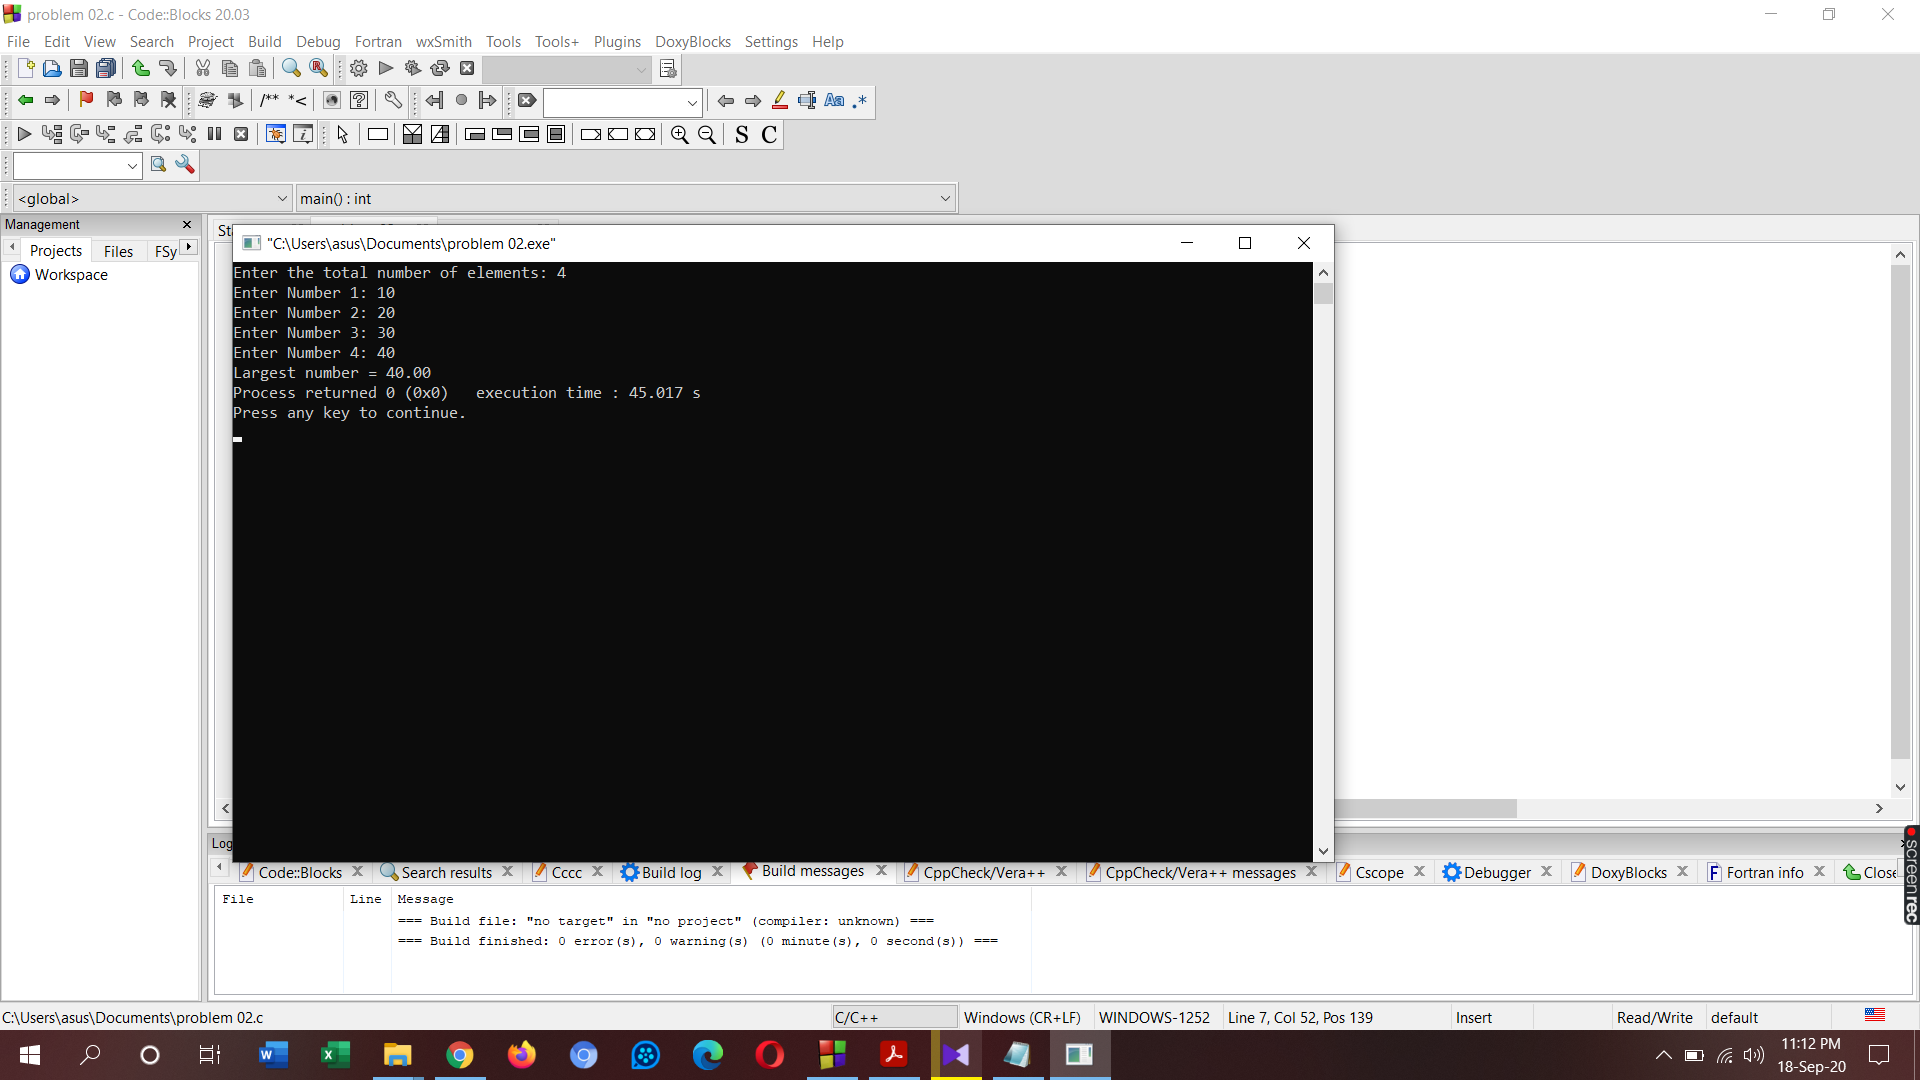 problem 02.c - Code::Blocks 20.03
File Edit View Search Project Build Debug Fortran wxSmith Tools Tools+ Plugins DoxyBlocks Settings Help
/** *< Aa .*
S C
<global> main() : int
Management
Projects Files FSy
Workspace
"C:\Users\asus\Documents\problem 02.exe"
Enter the total number of elements: 4
Enter Number 1: 10
Enter Number 2: 20
Enter Number 3: 30
Enter Number 4: 40
Largest number = 40.00
Process returned 0 (0x0)   execution time : 45.017 s
Press any key to continue.
Code::Blocks Search results Cccc Build log Build messages CppCheck/Vera++ CppCheck/Vera++ messages Cscope Debugger DoxyBlocks Fortran info Close
File Line Message
=== Build file: "no target" in "no project" (compiler: unknown) ===
=== Build finished: 0 error(s), 0 warning(s) (0 minute(s), 0 second(s)) ===
screenrec
C:\Users\asus\Documents\problem 02.c C/C++ Windows (CR+LF) WINDOWS-1252 Line 7, Col 52, Pos 139 Insert Read/Write default
11:12 PM
18-Sep-20